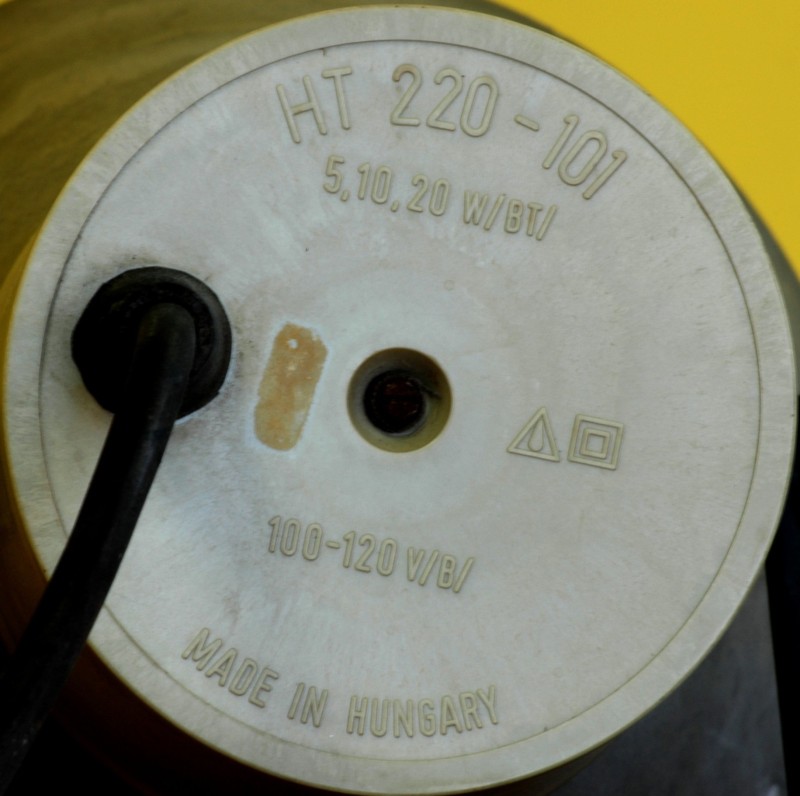 HT 220-101
5,10,20 W/BT/
100-120 V/B/
MADE IN HUNGARY